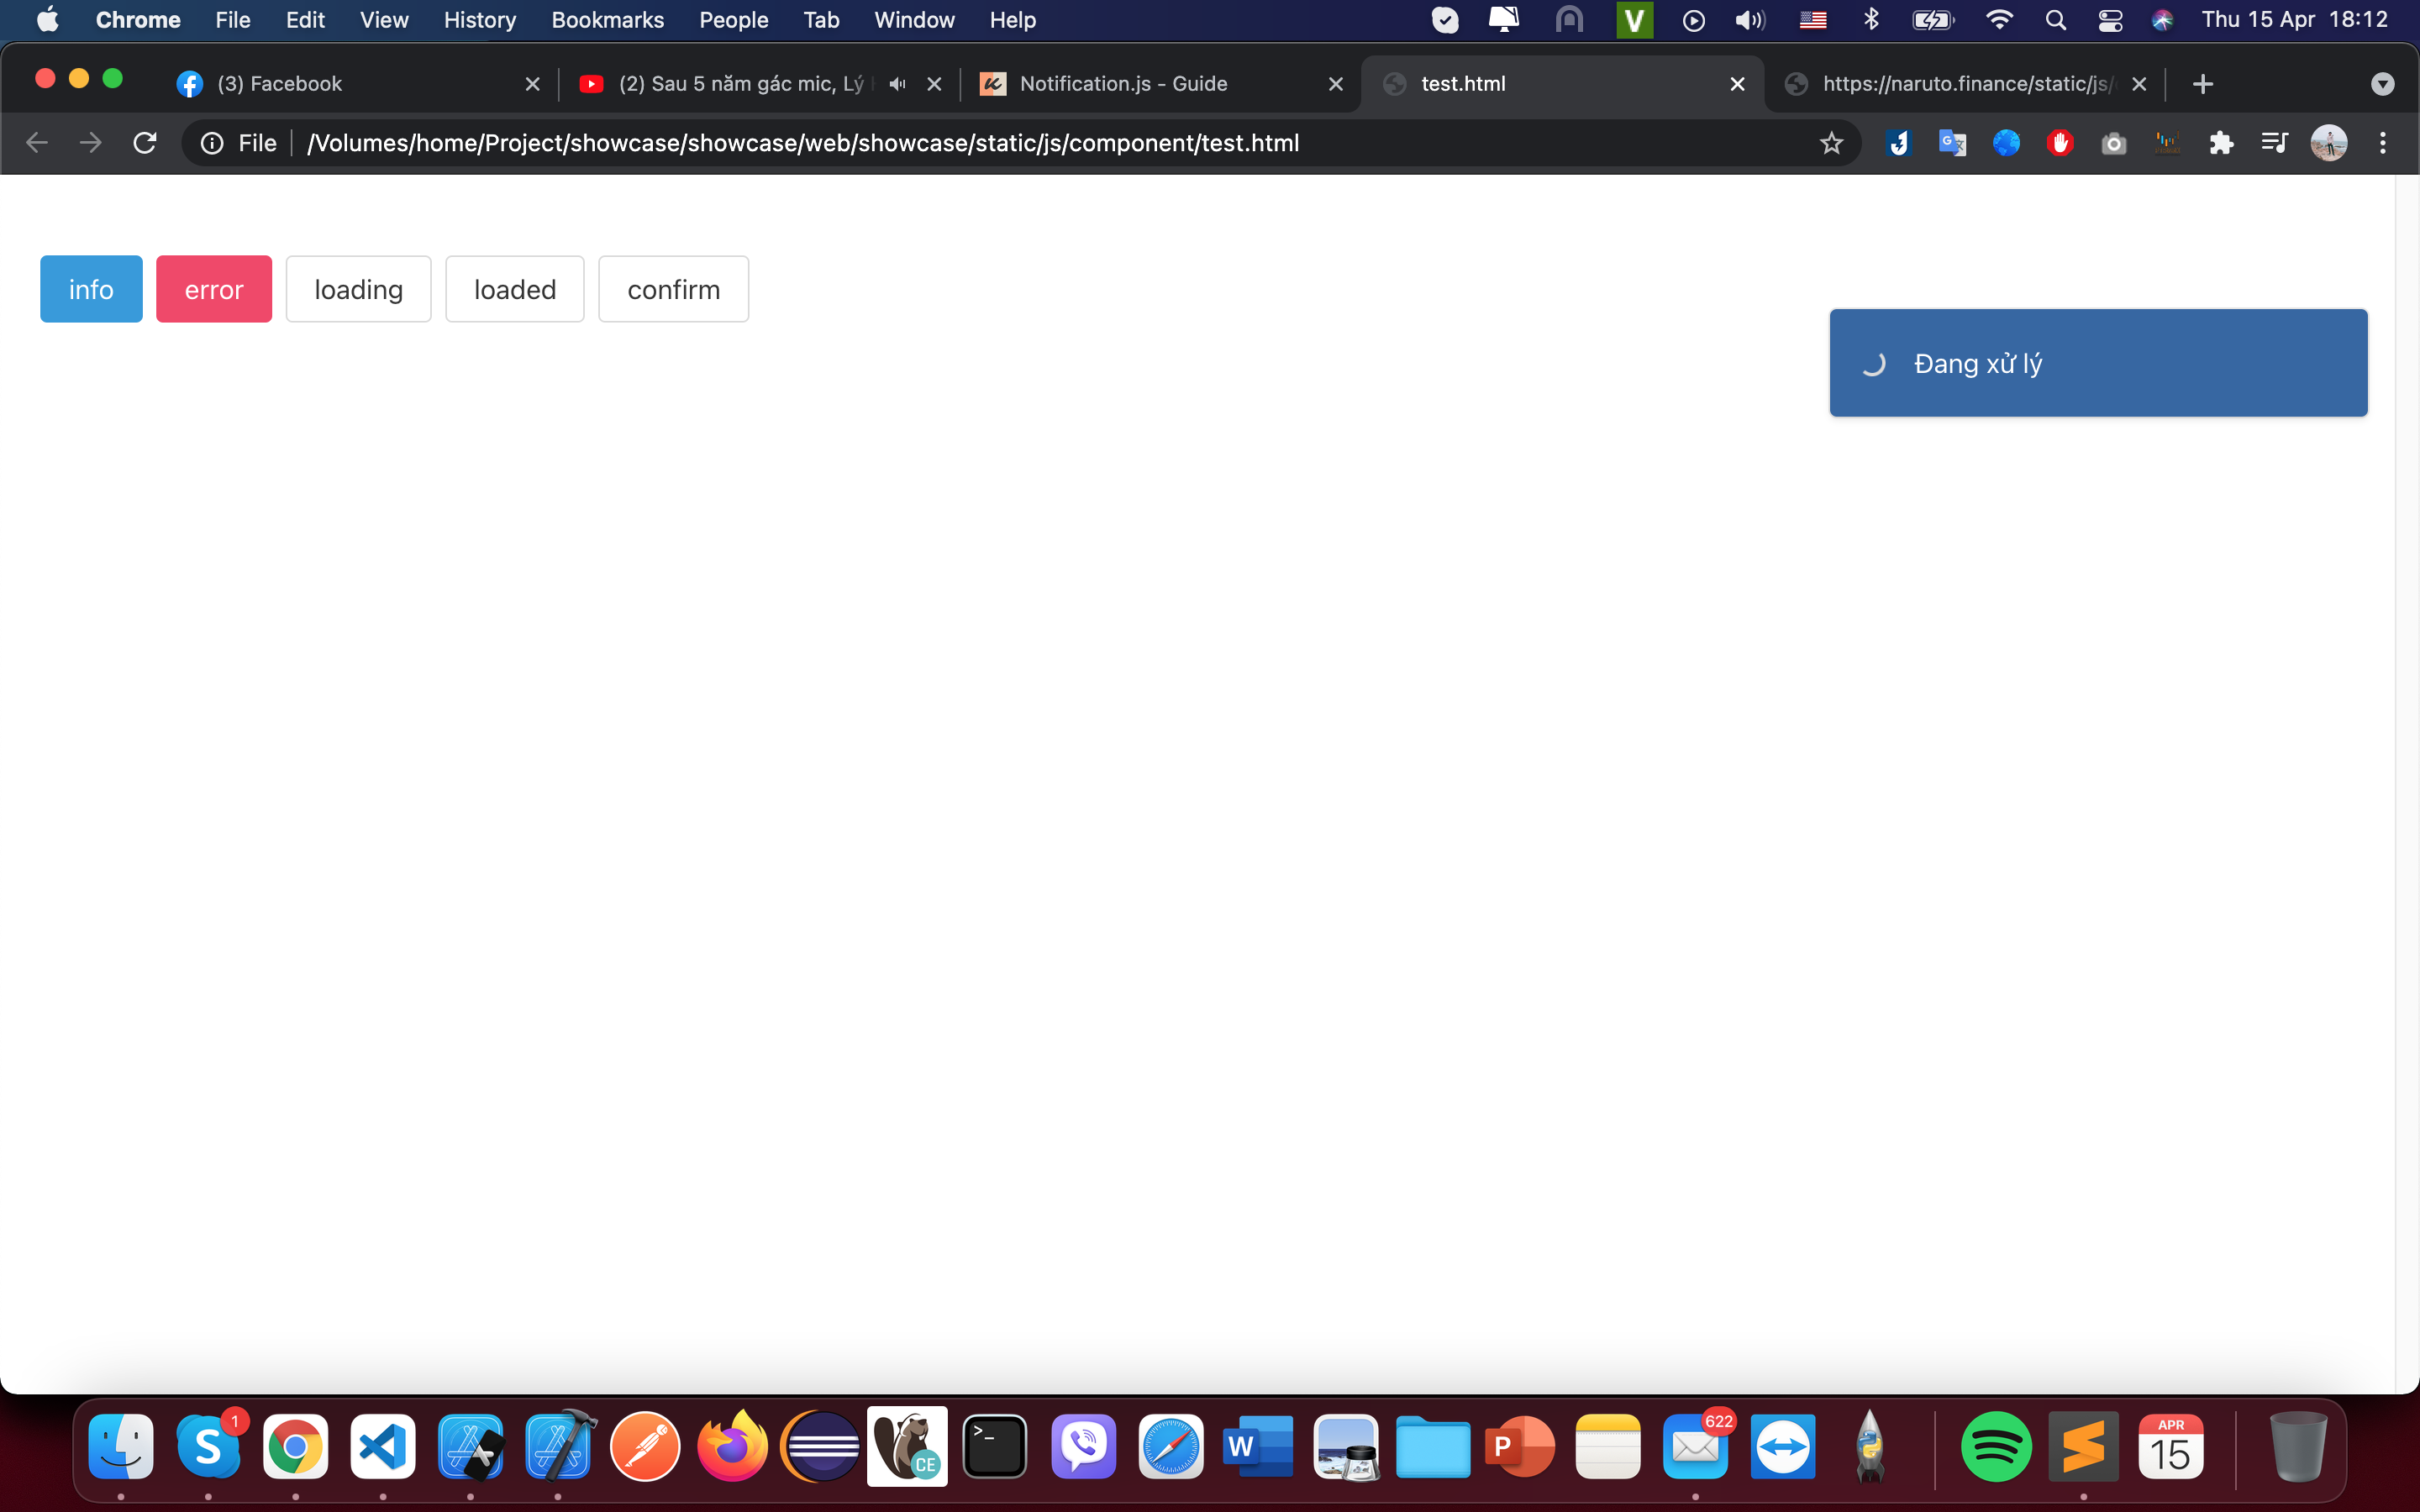 Chrome File Edit View History Bookmarks People Tab Window Help V Thu 15 Apr 18:12
(3) Facebook
(2) Sau 5 năm gác mic, Lý
Notification.js - Guide
test.html
https://naruto.finance/static/js/
File /Volumes/home/Project/showcase/showcase/web/showcase/static/js/component/test.html
info error loading loaded confirm
Đang xử lý
S 1
CE
>_
W
P
622
APR
15